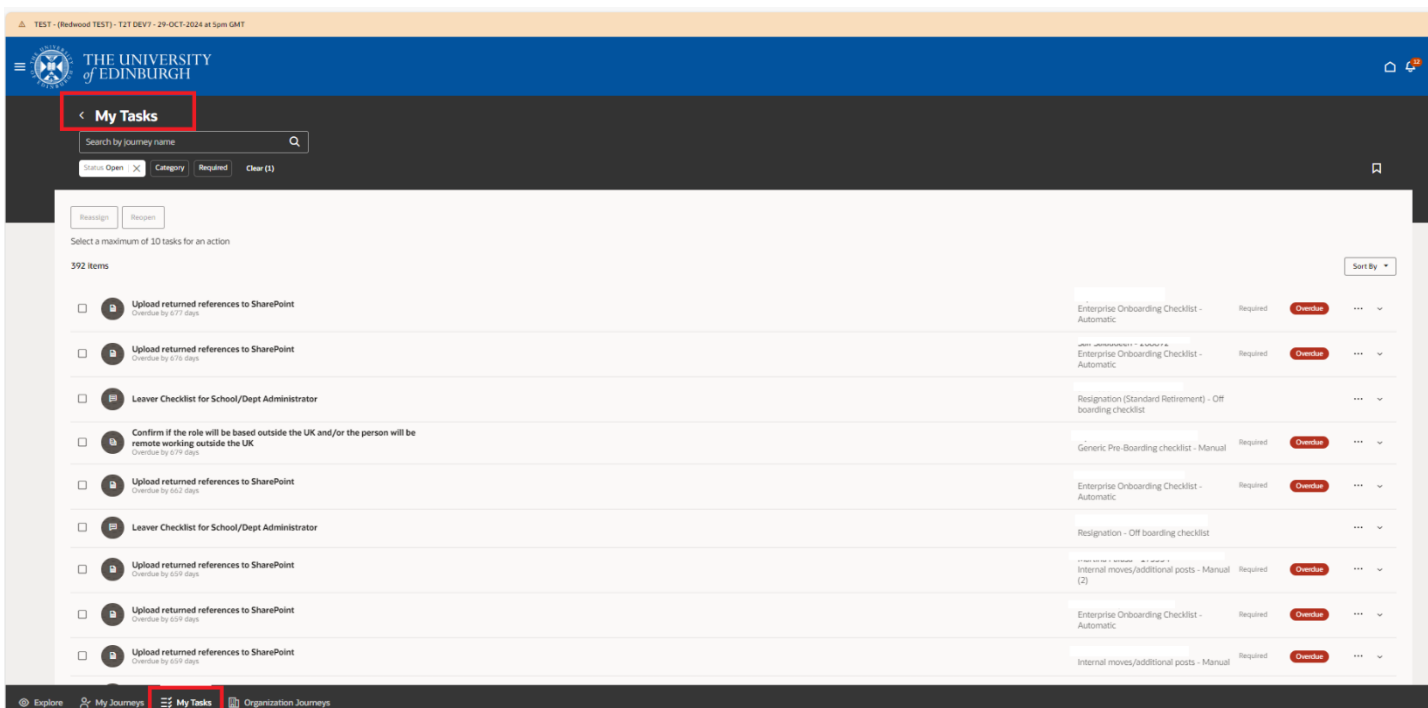 TEST - (Redwood TEST) - T2T DEV7 - 29-OCT-2024 at 5pm GMT
THE UNIVERSITY
of EDINBURGH
12
My Tasks
Search by journey name
Status Open Category Required Clear (1)
Reassign Reopen
Select a maximum of 10 tasks for an action
392 items
Sort By
Upload returned references to SharePoint
Overdue by 677 days
Enterprise Onboarding Checklist -
Automatic
Required
Overdue
Upload returned references to SharePoint
Overdue by 676 days
Enterprise Onboarding Checklist -
Automatic
Required
Overdue
Leaver Checklist for School/Dept Administrator
Resignation (Standard Retirement) - Off
boarding checklist
Confirm if the role will be based outside the UK and/or the person will be
remote working outside the UK
Overdue by 679 days
Generic Pre-Boarding checklist - Manual
Required
Overdue
Upload returned references to SharePoint
Overdue by 662 days
Enterprise Onboarding Checklist -
Automatic
Required
Overdue
Leaver Checklist for School/Dept Administrator
Resignation - Off boarding checklist
Upload returned references to SharePoint
Overdue by 659 days
Internal moves/additional posts - Manual
(2)
Required
Overdue
Upload returned references to SharePoint
Overdue by 659 days
Enterprise Onboarding Checklist -
Automatic
Required
Overdue
Upload returned references to SharePoint
Overdue by 659 days
Internal moves/additional posts - Manual
Required
Overdue
Explore My Journeys My Tasks Organization Journeys